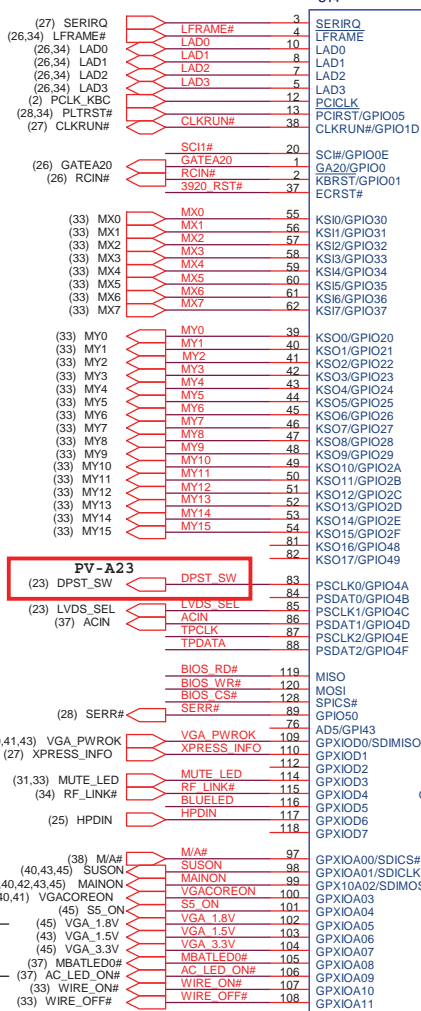 (27) SERIRQ 3 SERIRQ
(26,34) LFRAME# LFRAME# 4 LFRAME
(26,34) LAD0 LAD0 10 LAD0
(26,34) LAD1 LAD1 8 LAD1
(26,34) LAD2 LAD2 7 LAD2
(26,34) LAD3 LAD3 5 LAD3
(2) PCLK_KBC 12 PCICLK
(28,34) PLTRST# 13 PCIRST/GPIO05
(27) CLKRUN# CLKRUN# 38 CLKRUN#/GPIO1D
SCI1# 20 SCI#/GPIO0E
(26) GATEA20 GATEA20 1 GA20/GPIO0
(26) RCIN# RCIN# 2 KBRST/GPIO01
3920_RST# 37 ECRST#
(33) MX0 MX0 55 KSI0/GPIO30
(33) MX1 MX1 56 KSI1/GPIO31
(33) MX2 MX2 57 KSI2/GPIO32
(33) MX3 MX3 58 KSI3/GPIO33
(33) MX4 MX4 59 KSI4/GPIO34
(33) MX5 MX5 60 KSI5/GPIO35
(33) MX6 MX6 61 KSI6/GPIO36
(33) MX7 MX7 62 KSI7/GPIO37
(33) MY0 MY0 39 KSO0/GPIO20
(33) MY1 MY1 40 KSO1/GPIO21
(33) MY2 MY2 41 KSO2/GPIO22
(33) MY3 MY3 42 KSO3/GPIO23
(33) MY4 MY4 43 KSO4/GPIO24
(33) MY5 MY5 44 KSO5/GPIO25
(33) MY6 MY6 45 KSO6/GPIO26
(33) MY7 MY7 46 KSO7/GPIO27
(33) MY8 MY8 47 KSO8/GPIO28
(33) MY9 MY9 48 KSO9/GPIO29
(33) MY10 MY10 49 KSO10/GPIO2A
(33) MY11 MY11 50 KSO11/GPIO2B
(33) MY12 MY12 51 KSO12/GPIO2C
(33) MY13 MY13 52 KSO13/GPIO2D
(33) MY14 MY14 53 KSO14/GPIO2E
(33) MY15 MY15 54 KSO15/GPIO2F
81 KSO16/GPIO48
82 KSO17/GPIO49
PV-A23
(23) DPST_SW DPST_SW 83 PSCLK0/GPIO4A
84 PSDAT0/GPIO4B
(23) LVDS_SEL LVDS_SEL 85 PSCLK1/GPIO4C
(37) ACIN ACIN 86 PSDAT1/GPIO4D
TPCLK 87 PSCLK2/GPIO4E
TPDATA 88 PSDAT2/GPIO4F
BIOS_RD# 119 MISO
BIOS_WR# 120 MOSI
BIOS_CS# 128 SPICS#
(28) SERR# SERR# 89 GPIO50
76 AD5/GPI43
,41,43) VGA_PWROK VGA_PWROK 109 GPXIOD0/SDIMISO
(27) XPRESS_INFO XPRESS_INFO 110 GPXIOD1
112 GPXIOD2
(31,33) MUTE_LED MUTE_LED 114 GPXIOD3
(34) RF_LINK# RF_LINK# 115 GPXIOD4
BLUELED 116 GPXIOD5
(25) HPDIN HPDIN 117 GPXIOD6
118 GPXIOD7
(38) M/A# M/A# 97 GPXIOA00/SDICS#
(40,43,45) SUSON SUSON 98 GPXIOA01/SDICLK
,40,42,43,45) MAINON MAINON 99 GPX10A02/SDIMOS
40,41) VGACOREON VGACOREON 100 GPXIOA03
(45) S5_ON S5_ON 101 GPXIOA04
(45) VGA_1.8V VGA_1.8V 102 GPXIOA05
(43) VGA_1.5V VGA_1.5V 103 GPXIOA06
(45) VGA_3.3V VGA_3.3V 104 GPXIOA07
(37) MBATLED0# MBATLED0# 105 GPXIOA08
(37) AC_LED_ON# AC_LED_ON# 106 GPXIOA09
(33) WIRE_ON# WIRE_ON# 107 GPXIOA10
(33) WIRE_OFF# WIRE_OFF# 108 GPXIOA11